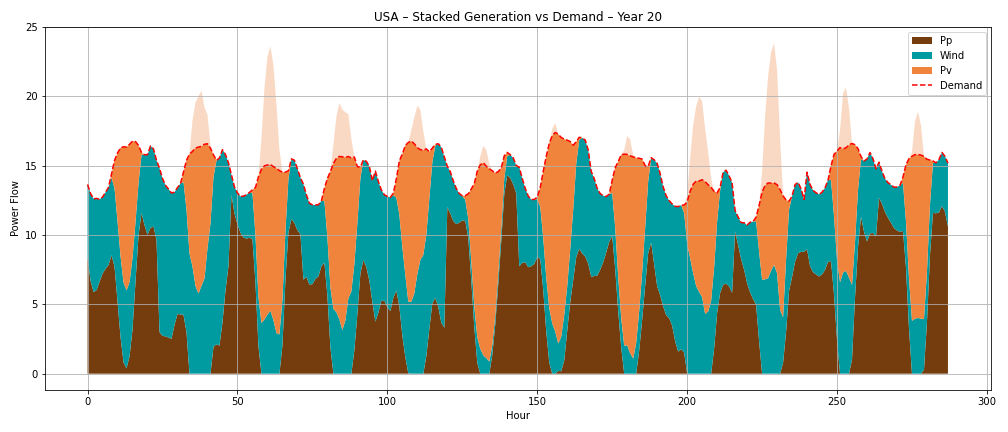 USA – Stacked Generation vs Demand – Year 20
25
20
15
10
5
0
Power Flow
Pp
Wind
Pv
Demand
0 50 100 150 200 250 300
Hour